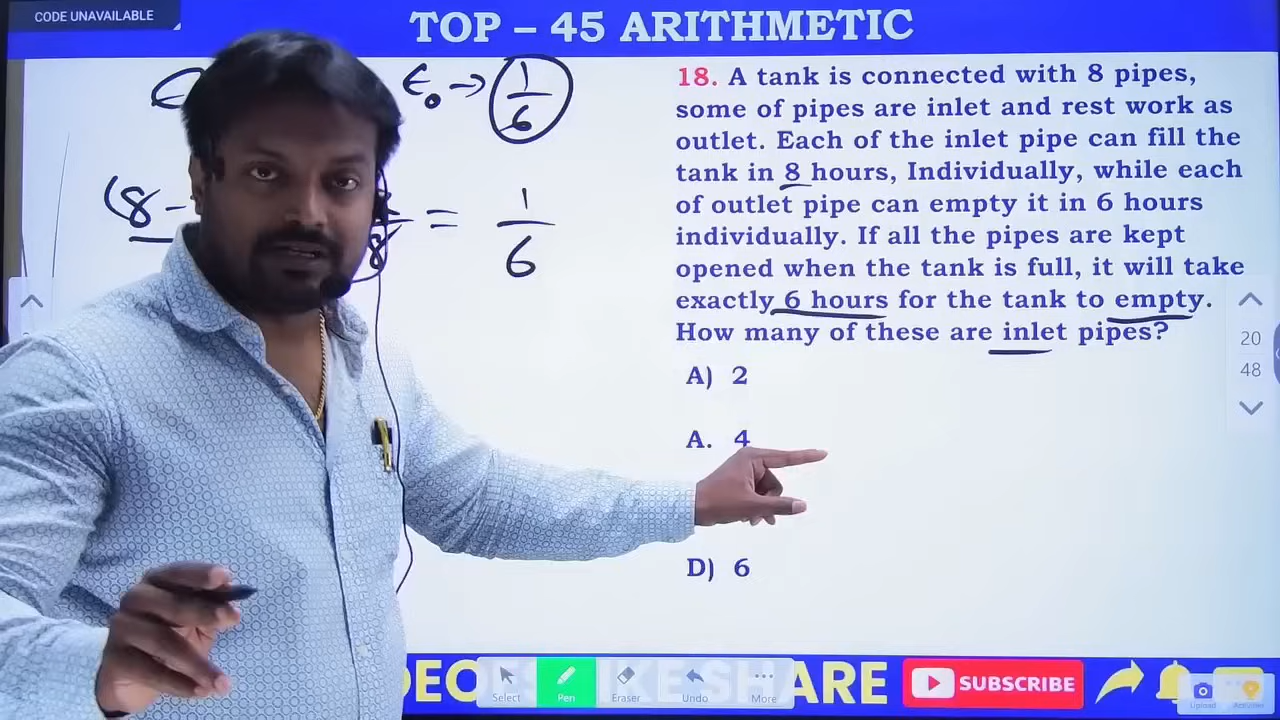 CODE UNAVAILABLE
TOP – 45 ARITHMETIC
18. A tank is connected with 8 pipes,
some of pipes are inlet and rest work as
outlet. Each of the inlet pipe can fill the
tank in 8 hours, Individually, while each
of outlet pipe can empty it in 6 hours
individually. If all the pipes are kept
opened when the tank is full, it will take
exactly 6 hours for the tank to empty.
How many of these are inlet pipes?
A) 2
A. 4
D) 6
→ 1/6
(8 -
8 = 1/6
20
48
Select
Pen
Eraser
Undo
More
SUBSCRIBE
Upload